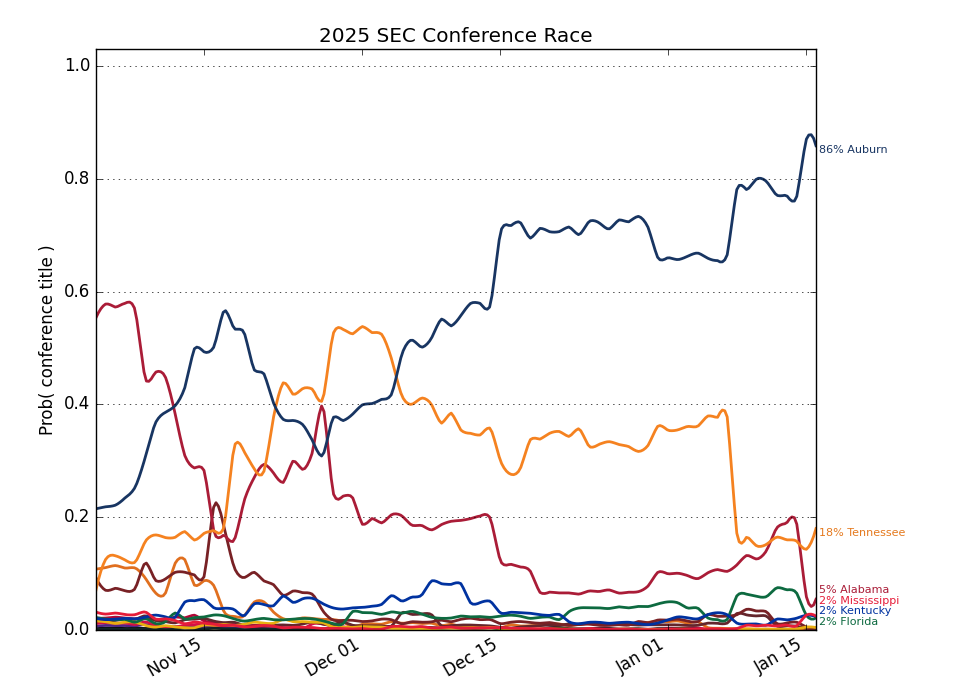 2025 SEC Conference Race
Prob( conference title )
1.0
0.8
0.6
0.4
0.2
0.0
Nov 15
Dec 01
Dec 15
Jan 01
Jan 15
86% Auburn
18% Tennessee
5% Alabama
2% Mississippi
2% Kentucky
2% Florida